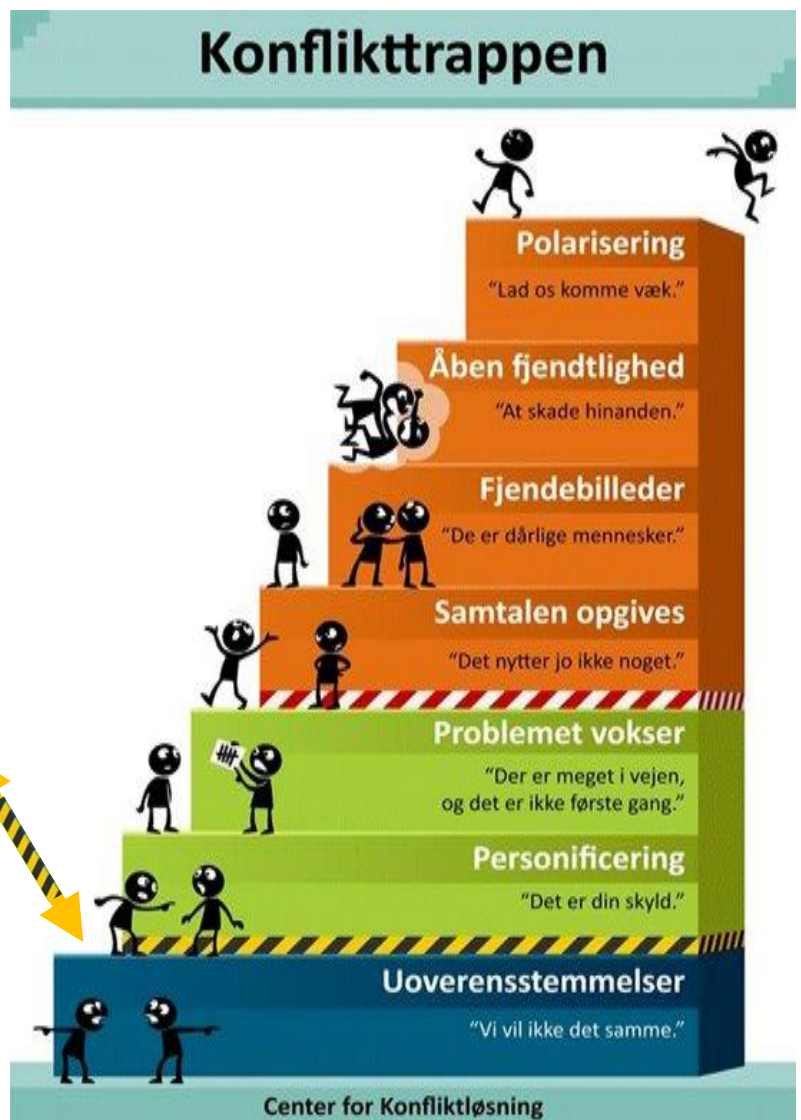 Konflikttrappen
Polarisering
"Lad os komme væk."
Åben fjendtlighed
"At skade hinanden."
Fjendebilleder
"De er dårlige mennesker."
Samtalen opgives
"Det nytter jo ikke noget."
Problemet vokser
"Der er meget i vejen,
og det er ikke første gang."
Personificering
"Det er din skyld."
Uoverensstemmelser
"Vi vil ikke det samme."
Center for Konfliktløsning